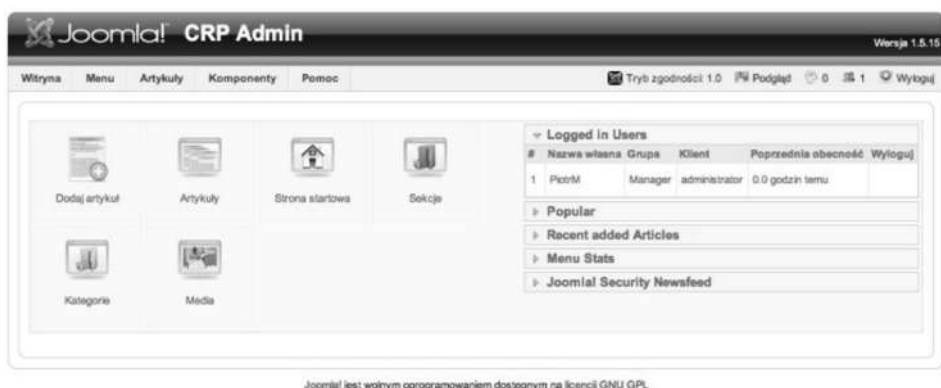 Joomla! CRP Admin
Wersja 1.5.15
Witryna Menu Artykuły Komponenty Pomoc Tryb zgodności: 1.0 Podgląd 0 1 Wyloguj
Dodaj artykuł Artykuły Strona startowa Sekcje
Kategorie Media
Logged in Users
# Nazwa własna Grupa Klient Poprzednia obecność Wyloguj
1 PiotrM Manager administrator 0.0 godzin temu
Popular
Recent added Articles
Menu Stats
Joomla! Security Newsfeed
Joomla! jest wolnym oprogramowaniem dostępnym na licencji GNU GPL